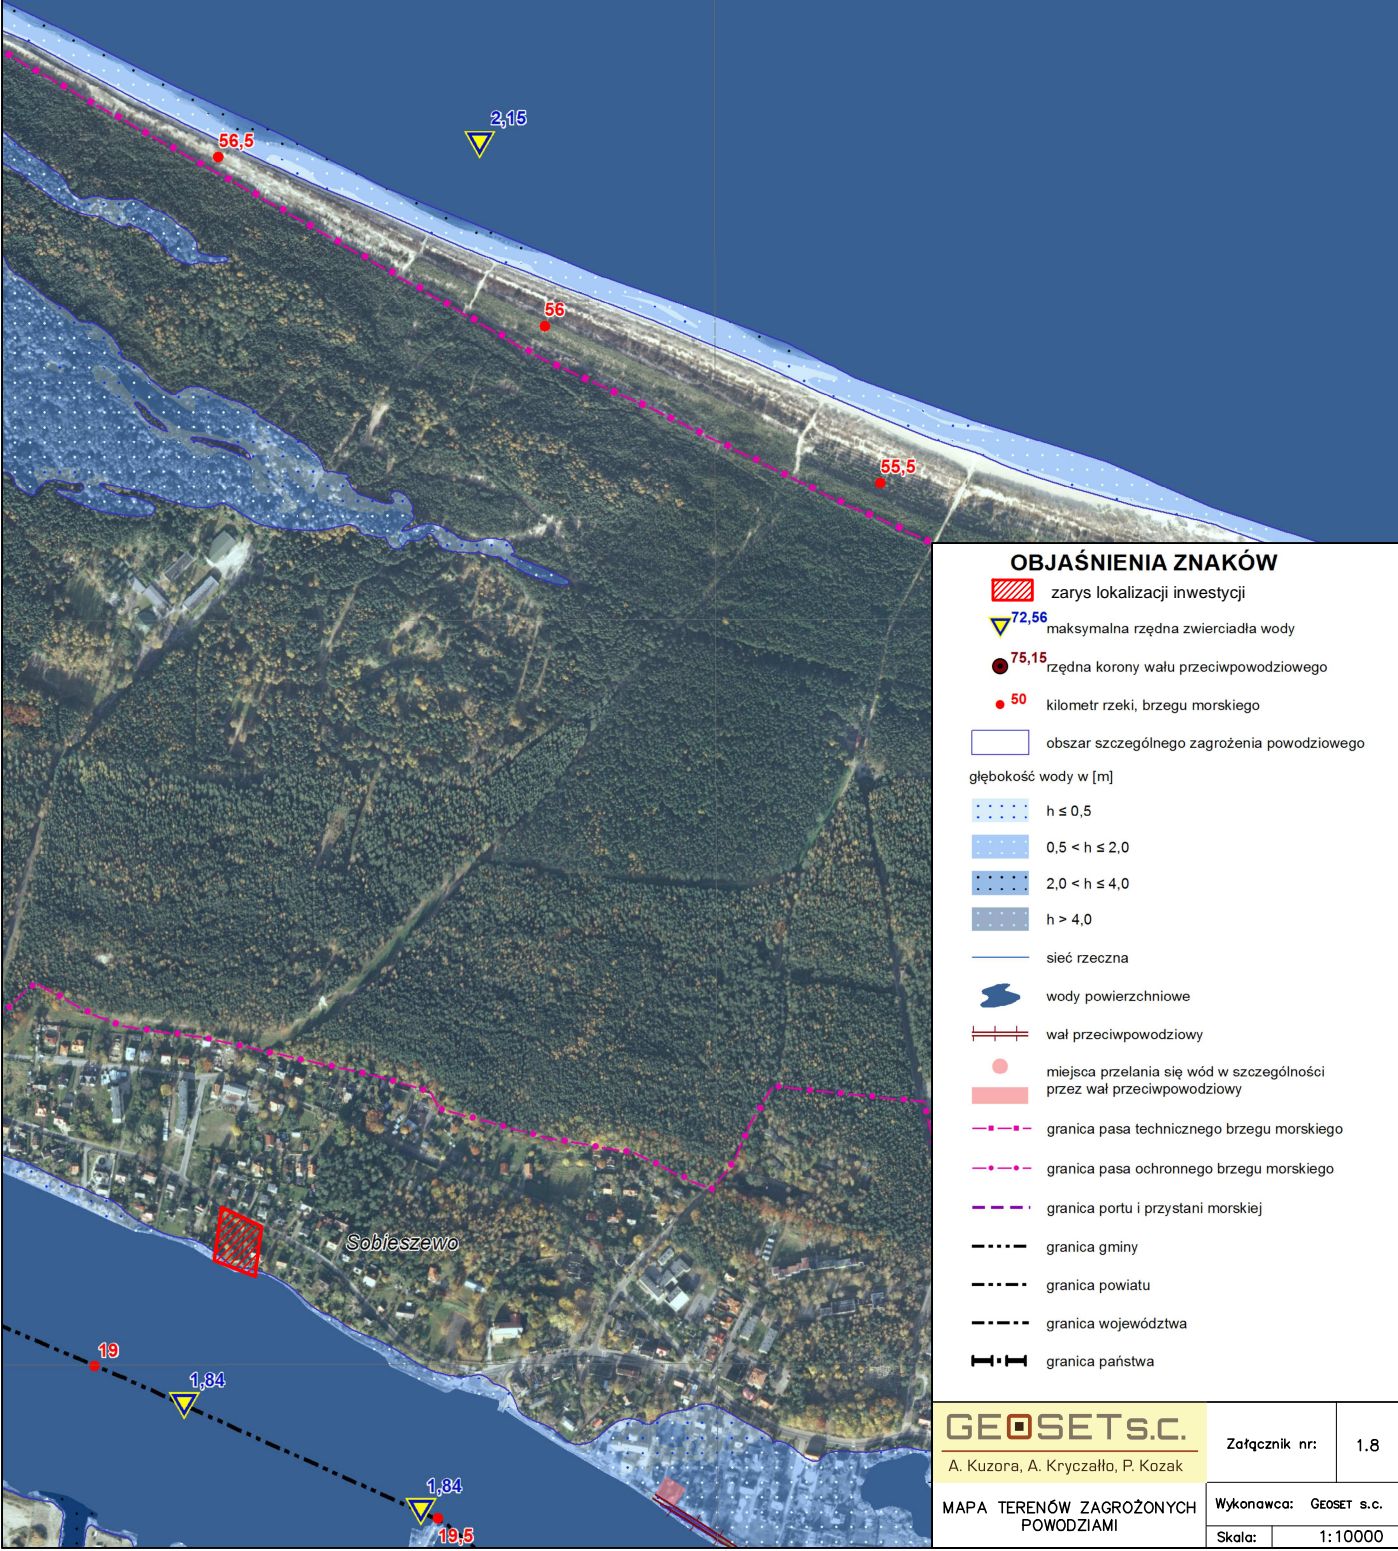 2,15
56,5
56
55,5
Sobieszewo
19
1,84
1,84
19,5
OBJAŚNIENIA ZNAKÓW
zarys lokalizacji inwestycji
72,56 maksymalna rzędna zwierciadła wody
75,15 rzędna korony wału przeciwpowodziowego
50 kilometr rzeki, brzegu morskiego
obszar szczególnego zagrożenia powodziowego
głębokość wody w [m]
h ≤ 0,5
0,5 < h ≤ 2,0
2,0 < h ≤ 4,0
h > 4,0
sieć rzeczna
wody powierzchniowe
wał przeciwpowodziowy
miejsca przelania się wód w szczególności
przez wał przeciwpowodziowy
granica pasa technicznego brzegu morskiego
granica pasa ochronnego brzegu morskiego
granica portu i przystani morskiej
granica gminy
granica powiatu
granica województwa
granica państwa
GEOSET s.c.
A. Kuzora, A. Kryczałło, P. Kozak
Załącznik nr: 1.8
MAPA TERENÓW ZAGROŻONYCH
POWODZIAMI
Wykonawca: GEOSET s.c.
Skala: 1:10000